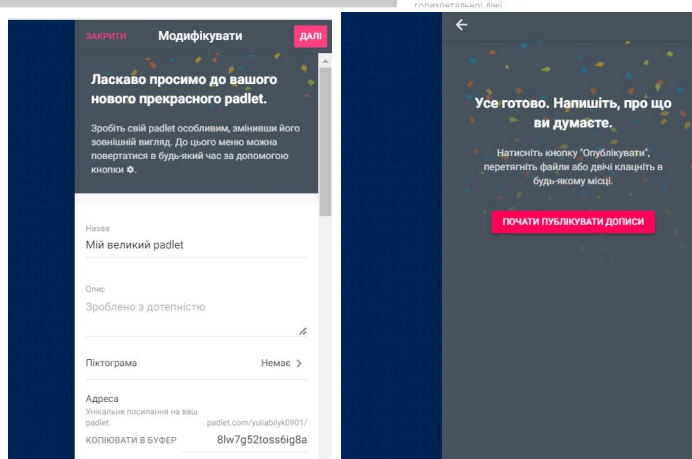 горизонтальної лінії
ЗАКРИТИ Модифікувати ДАЛІ
Ласкаво просимо до вашого
нового прекрасного padlet.
Зробіть свій padlet особливим, змінивши його
зовнішній вигляд. До цього меню можна
повертатися в будь-який час за допомогою
кнопки ⚙.
Назва
Мій великий padlet
Опис
Зроблено з дотепністю
Піктограма Немає >
Адреса
Унікальне посилання на ваш
padlet. padlet.com/yuliabilyk0901/
КОПІЮВАТИ В БУФЕР 8lw7g52toss6ig8a
Усе готово. Напишіть, про що
ви думаєте.
Натисніть кнопку "Опублікувати",
перетягніть файли або двічі клацніть в
будь-якому місці.
ПОЧАТИ ПУБЛІКУВАТИ ДОПИСИ